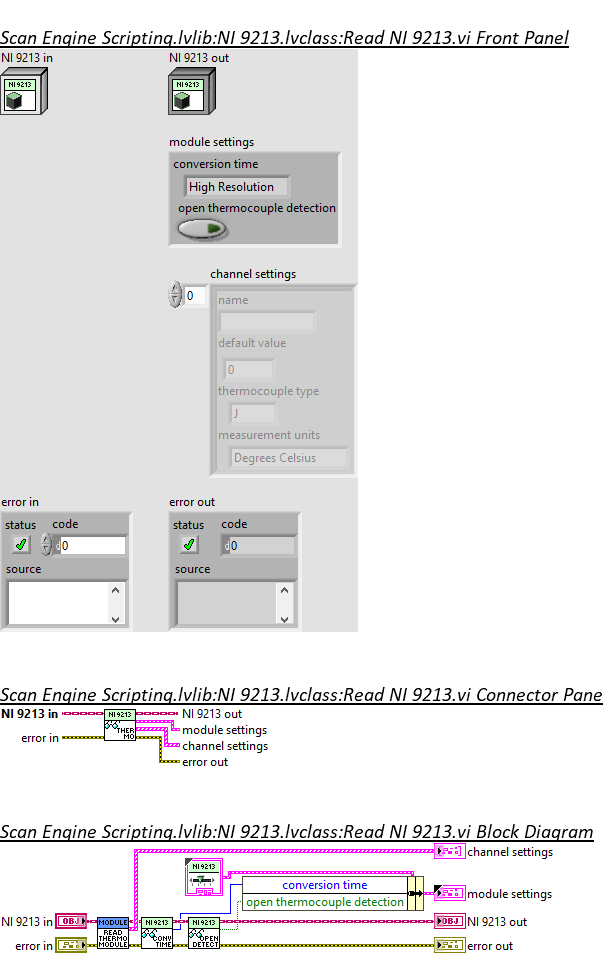 Scan Engine Scripting.lvlib:NI 9213.lvclass:Read NI 9213.vi Front Panel
NI 9213 in
NI 9213 out
NI 9213
NI 9213
module settings
conversion time
High Resolution
open thermocouple detection
channel settings
0
name
default value
0
thermocouple type
J
measurement units
Degrees Celsius
error in
error out
status code
status code
d0
d0
source
source
Scan Engine Scripting.lvlib:NI 9213.lvclass:Read NI 9213.vi Connector Pane
NI 9213 in
NI 9213
THER
MO
NI 9213 out
module settings
channel settings
error in
error out
Scan Engine Scripting.lvlib:NI 9213.lvclass:Read NI 9213.vi Block Diagram
channel settings
NI 9213
conversion time
open thermocouple detection
module settings
NI 9213 in
OBJ
MODULE
READ
THERMO
MODULE
NI 9213
CONV
TIME
NI 9213
OPEN
DETECT
OBJ
NI 9213 out
error in
error out